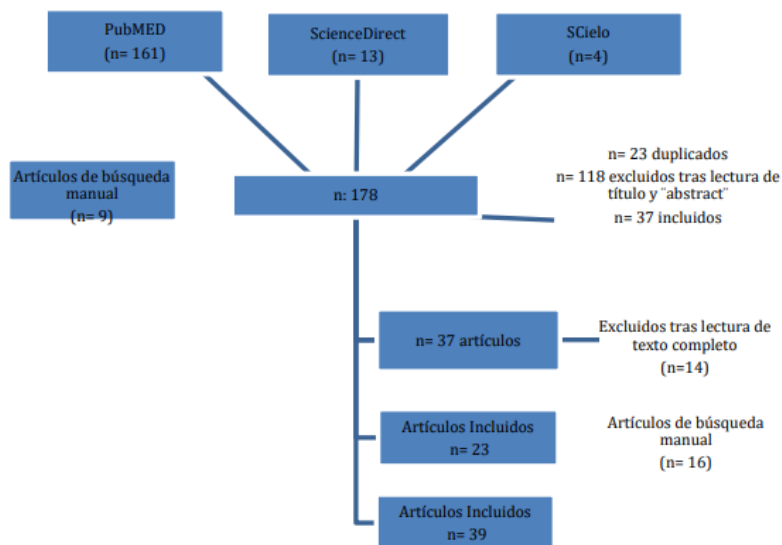 PubMED
(n= 161)
ScienceDirect
(n= 13)
SCielo
(n=4)
Artículos de búsqueda
manual
(n= 9)
n: 178
n= 23 duplicados
n= 118 excluidos tras lectura de
título y ¨abstract¨
n= 37 incluidos
n= 37 artículos
Excluidos tras lectura de
texto completo
(n=14)
Artículos Incluidos
n= 23
Artículos de búsqueda
manual
(n= 16)
Artículos Incluidos
n= 39